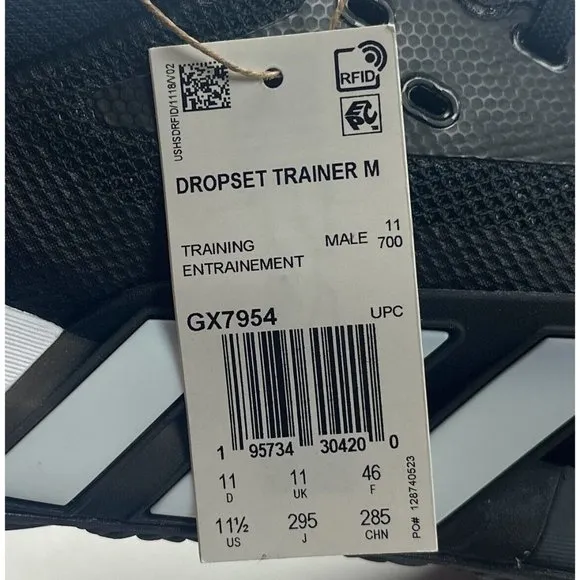 USHSDRFID/1118/V02
RFID
EPC
DROPSET TRAINER M
TRAINING MALE 11
ENTRAINEMENT 700
GX7954 UPC
1 95734 30420 0
11 11 46
D UK F
11½ 295 285
US J CHN
PO# 128740523